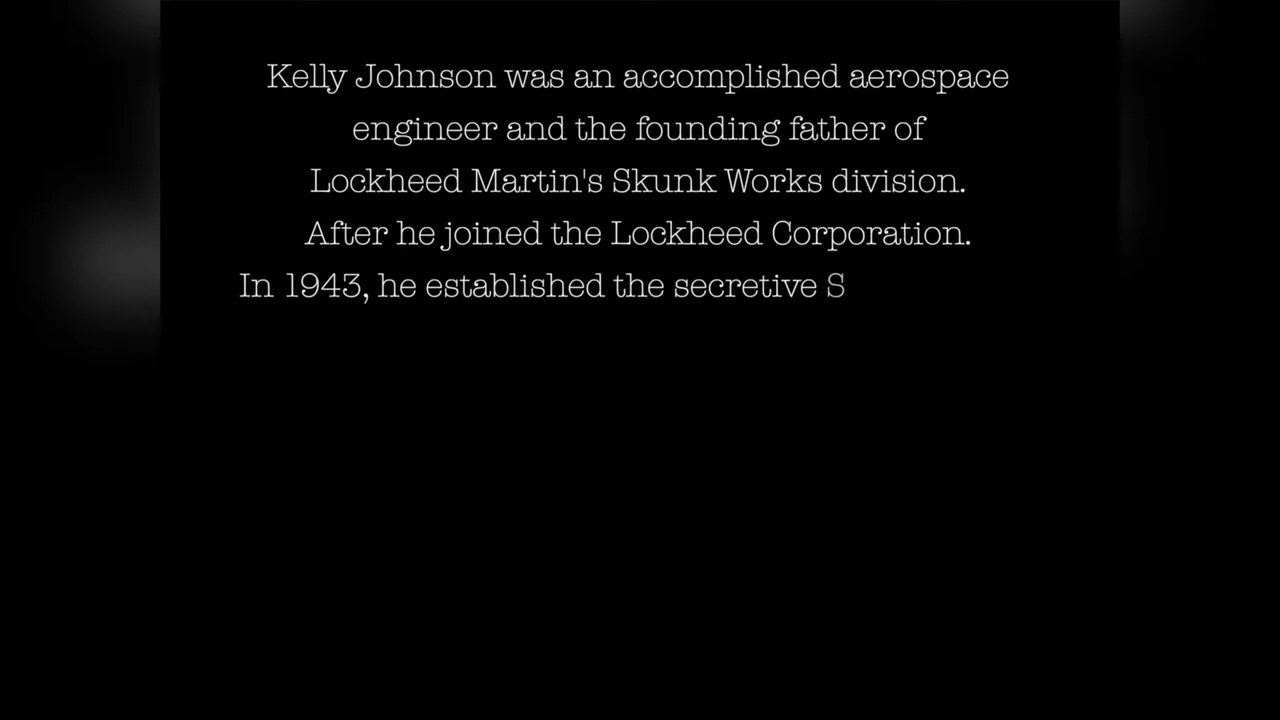 Kelly Johnson was an accomplished aerospace
engineer and the founding father of
Lockheed Martin's Skunk Works division.
After he joined the Lockheed Corporation.
In 1943, he established the secretive S